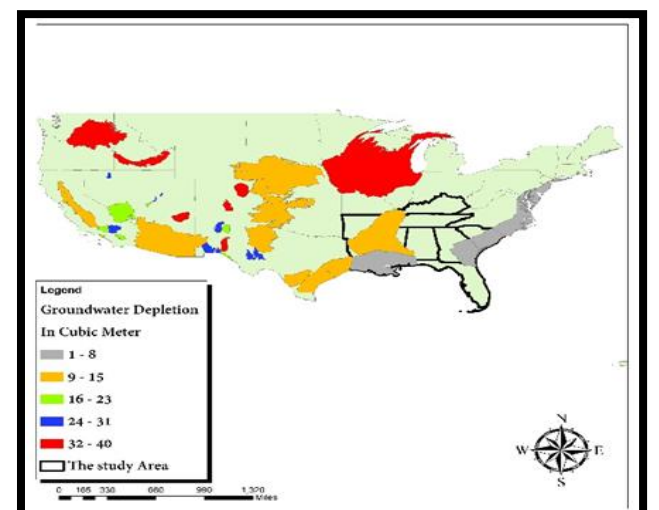 Legend
Groundwater Depletion
In Cubic Meter
1 - 8
9 - 15
16 - 23
24 - 31
32 - 40
The study Area
0 165 330 660 990 1,320
Miles
N
W E
S